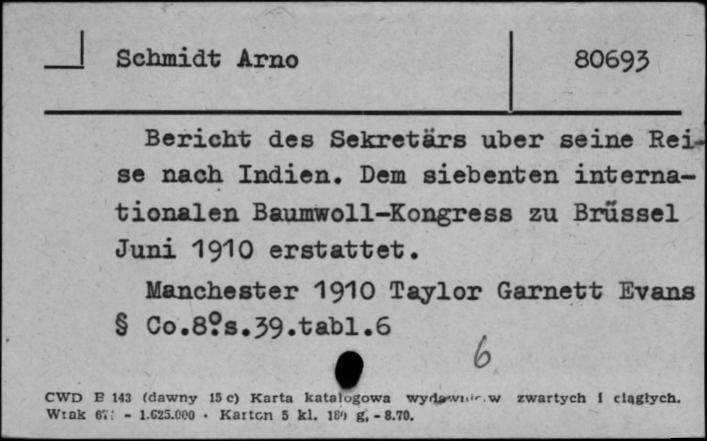 Schmidt Arno 80693
Bericht des Sekretärs uber seine Rei-
se nach Indien. Dem siebenten interna-
tionalen Baumwoll-Kongress zu Brüssel
Juni 1910 erstattet.
Manchester 1910 Taylor Garnett Evans
§ Co.8°s.39.tabl.6
6
CWD E 143 (dawny 15 c) Karta katalogowa wydawnic.w zwartych i ciągłych.
Wzak - 1.625.000 · Karton 5 kl. g, - 8.70.